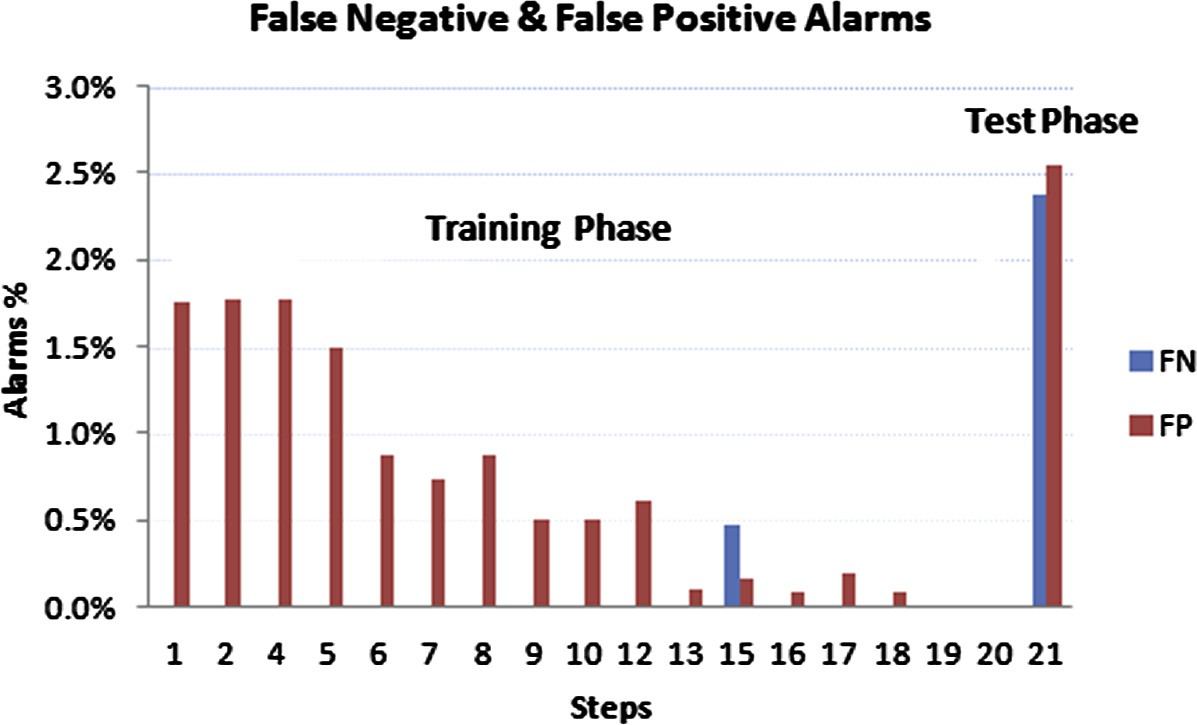 False Negative & False Positive Alarms
3.0%
Test Phase
2.5%
Training Phase
2.0%
Alarms %
1.5%
FN
1.0%
FP
0.5%
0.0%
1 2 4 5 6 7 8 9 10 12 13 15 16 17 18 19 20 21
Steps